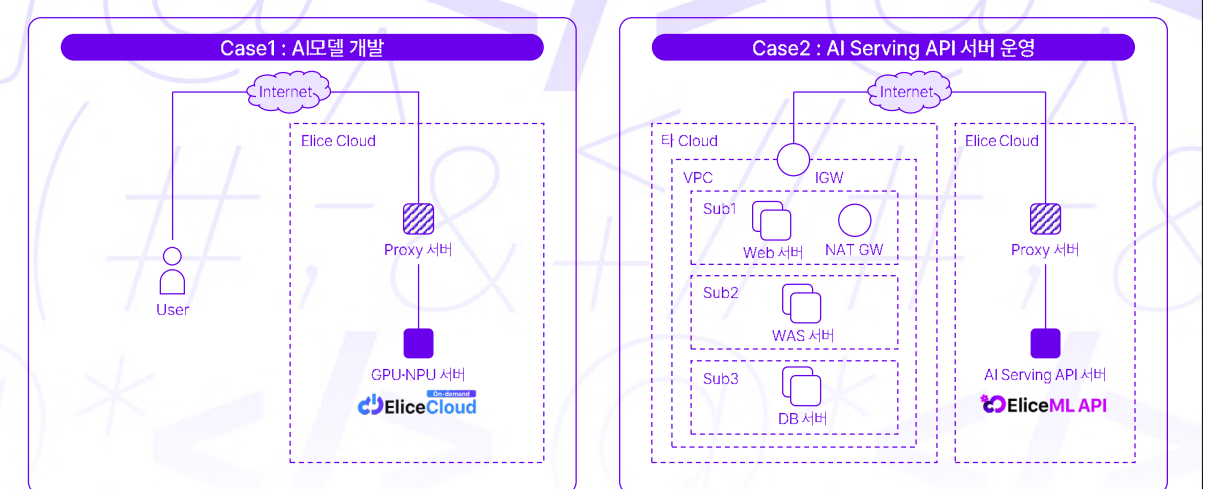 Case1 : AI모델 개발
Internet
Elice Cloud
Proxy 서버
User
GPU·NPU 서버
On-demand
EliceCloud
Case2 : AI Serving API 서버 운영
Internet
타 Cloud
VPC
IGW
Sub1
Web 서버
NAT GW
Sub2
WAS 서버
Sub3
DB 서버
Elice Cloud
Proxy 서버
AI Serving API 서버
EliceML API